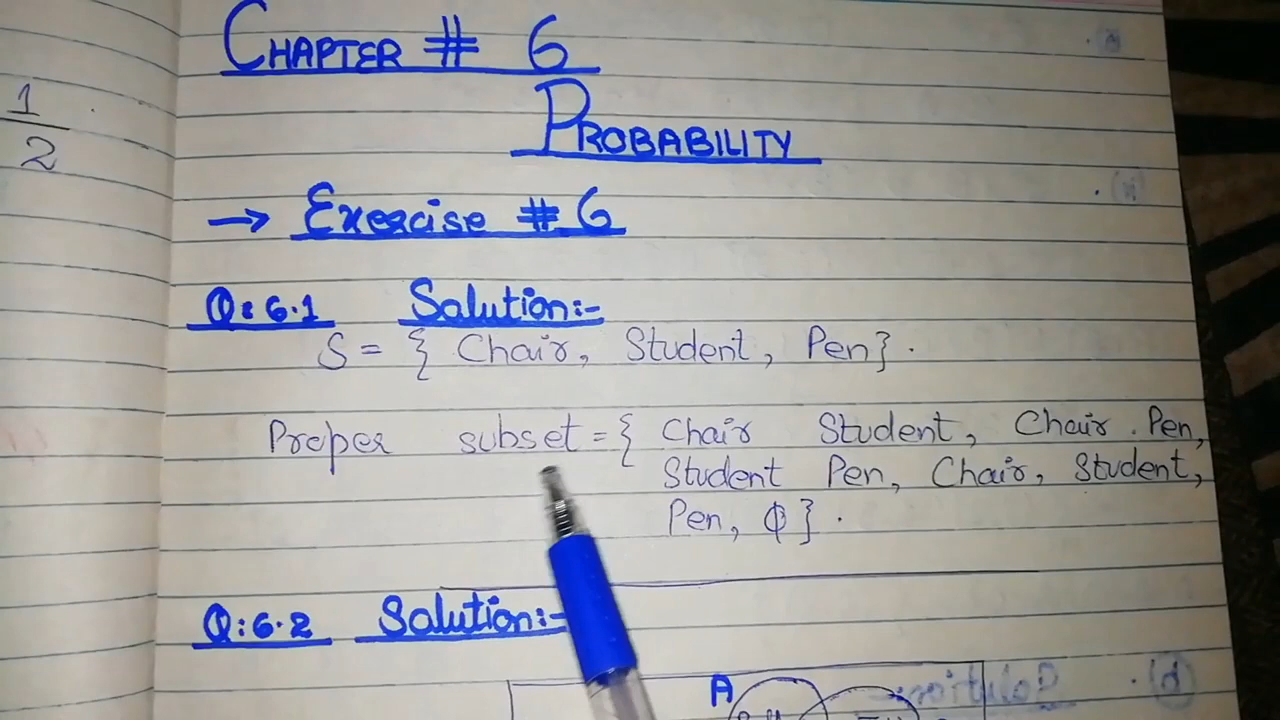 CHAPTER # 6
PROBABILITY
1
2
→ Exercise # 6
Q: 6.1 Solution:-
S = { Chair, Student, Pen}.
Proper subset = { Chair Student, Chair Pen,
Student Pen, Chair, Student,
Pen, φ }.
Q: 6.2 Solution:-
A